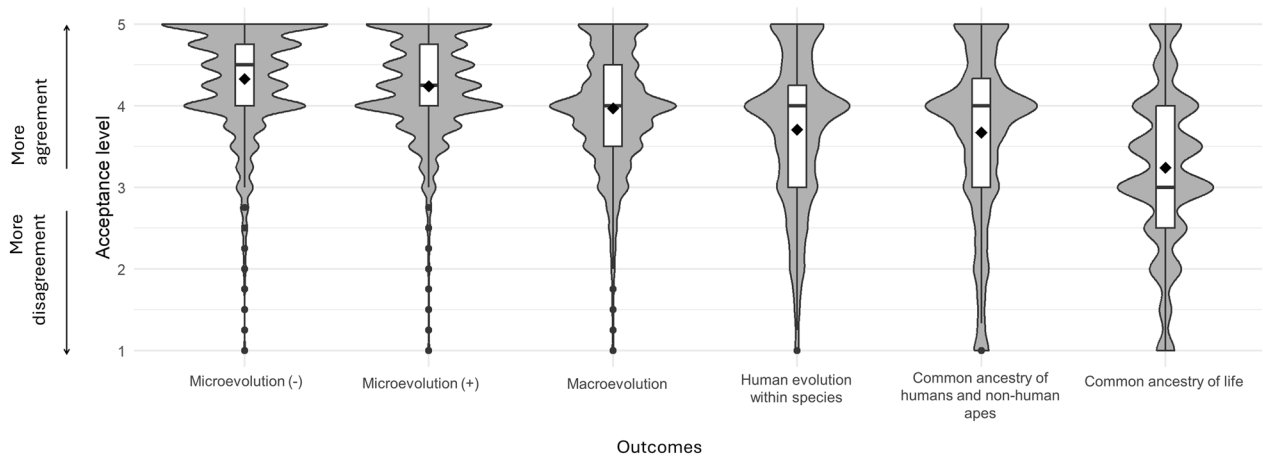 More
agreement
More
disagreement
Acceptance level
5
4
3
2
1
Microevolution (-)
Microevolution (+)
Macroevolution
Human evolution
within species
Common ancestry of
humans and non-human
apes
Common ancestry of life
Outcomes